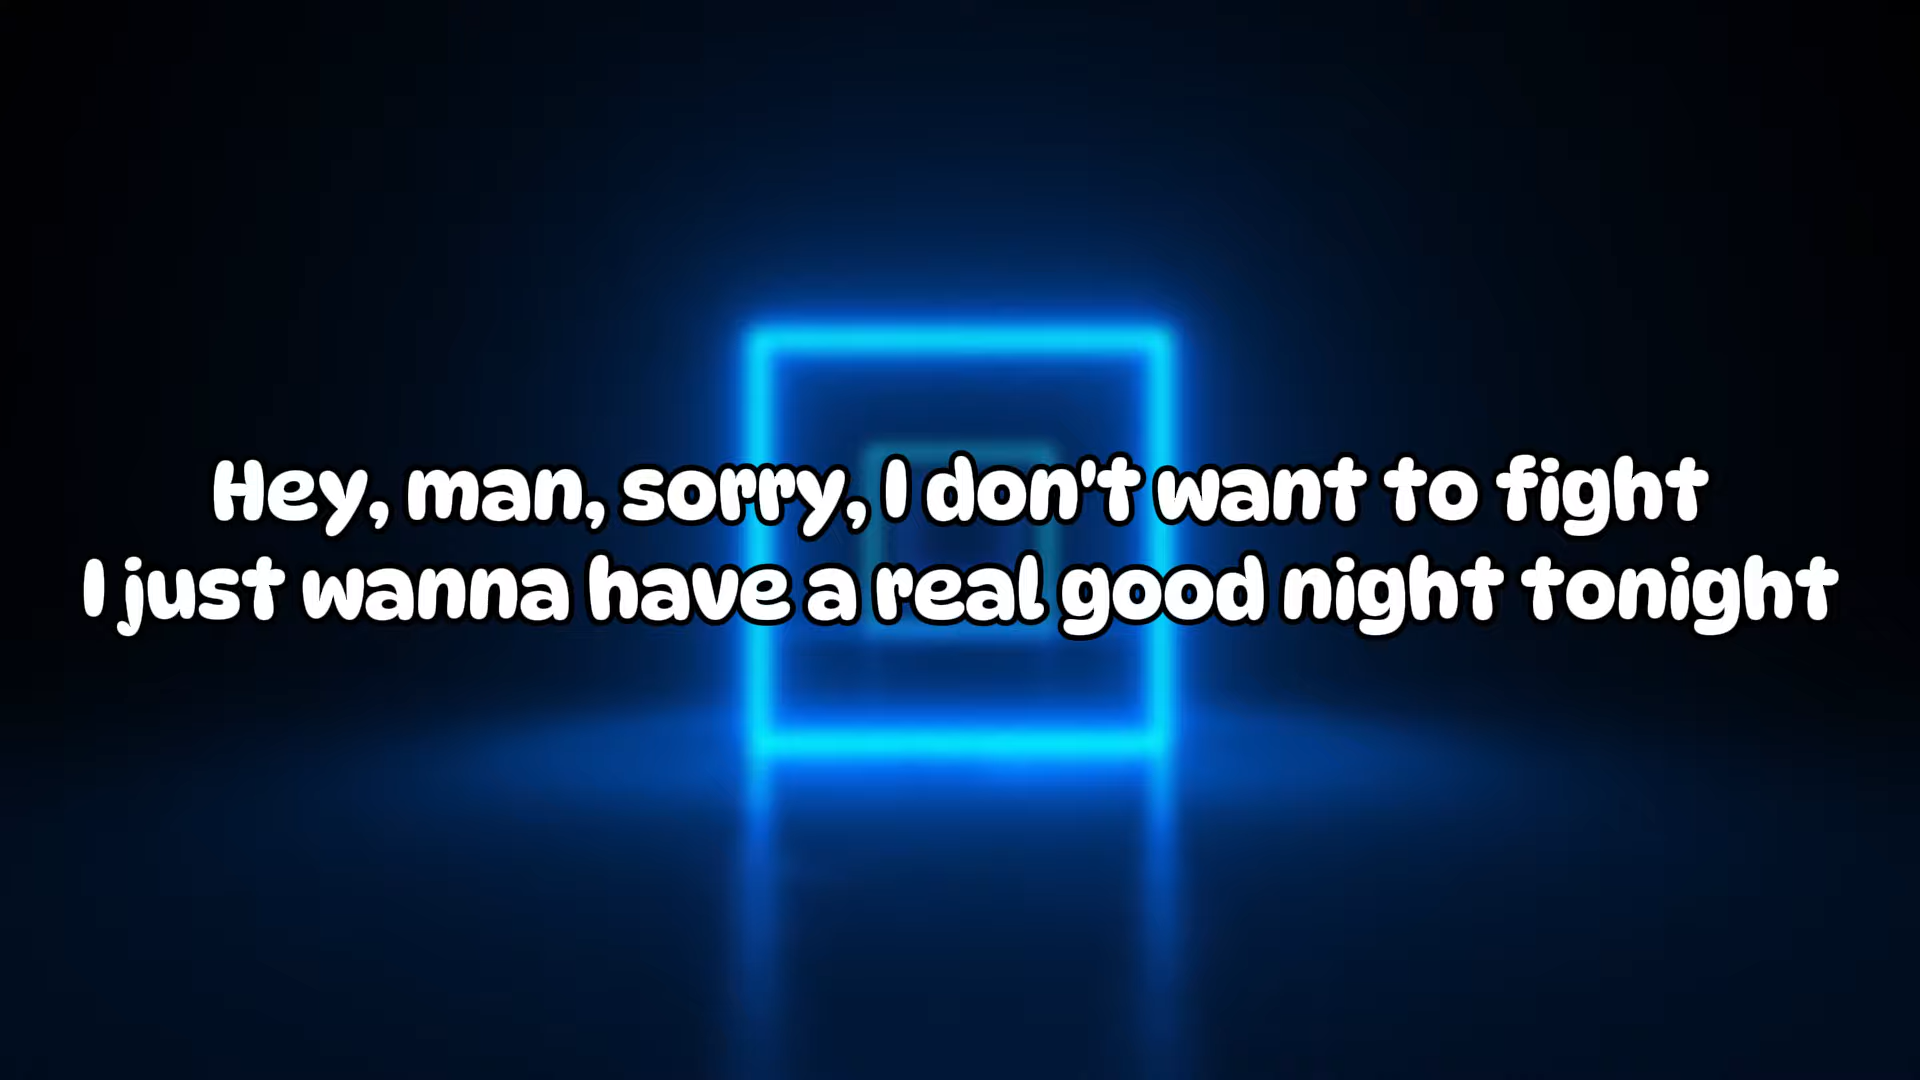 Hey, man, sorry, I don't want to fight
I just wanna have a real good night tonight